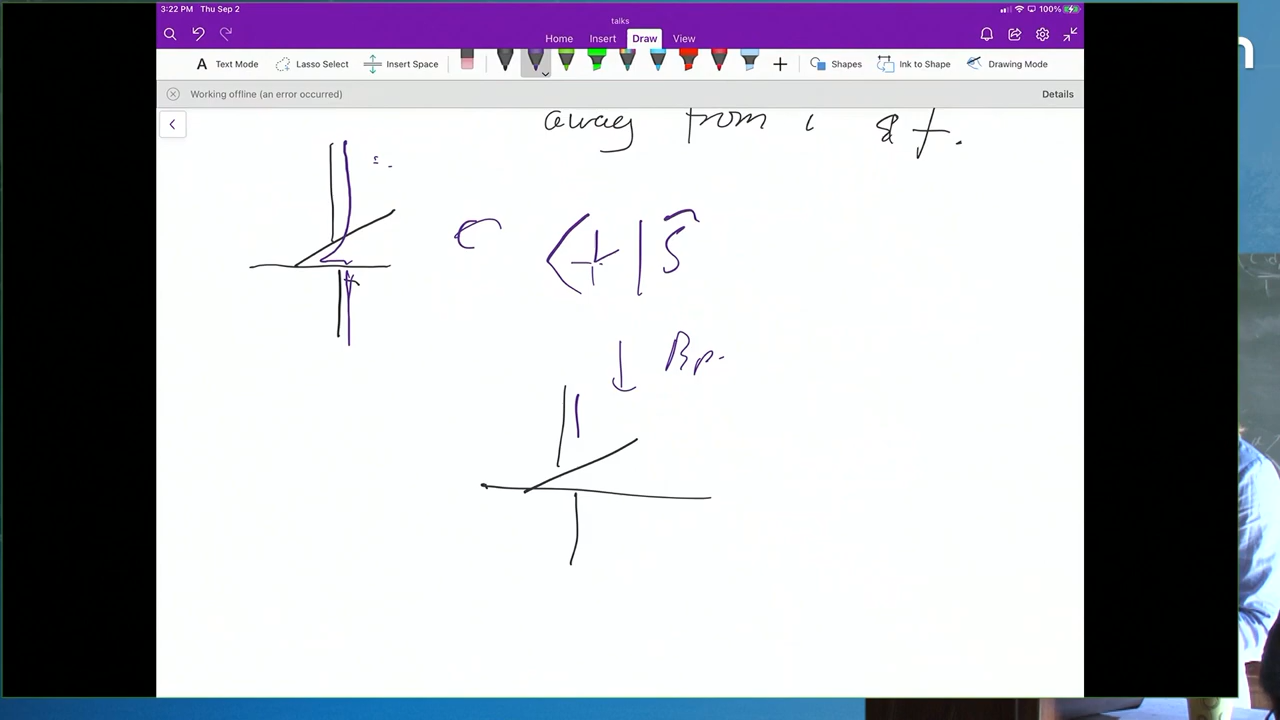 3:22 PM Thu Sep 2
100%
talks
Home Insert Draw View
Text Mode Lasso Select Insert Space Shapes Ink to Shape Drawing Mode
Working offline (an error occurred) Details
away from i & f.